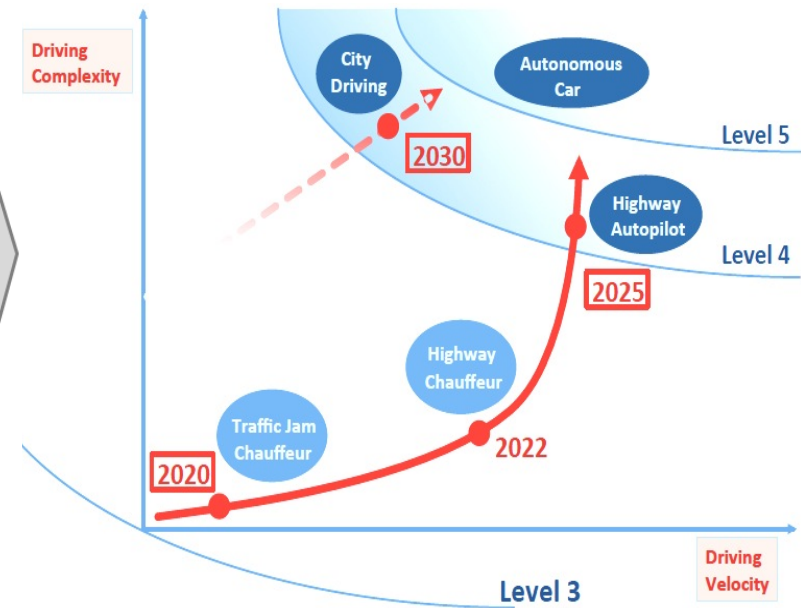 Driving
Complexity
City
Driving
Autonomous
Car
Level 5
2030
Highway
Autopilot
Level 4
2025
Highway
Chauffeur
Traffic Jam
Chauffeur
2022
2020
Driving
Velocity
Level 3